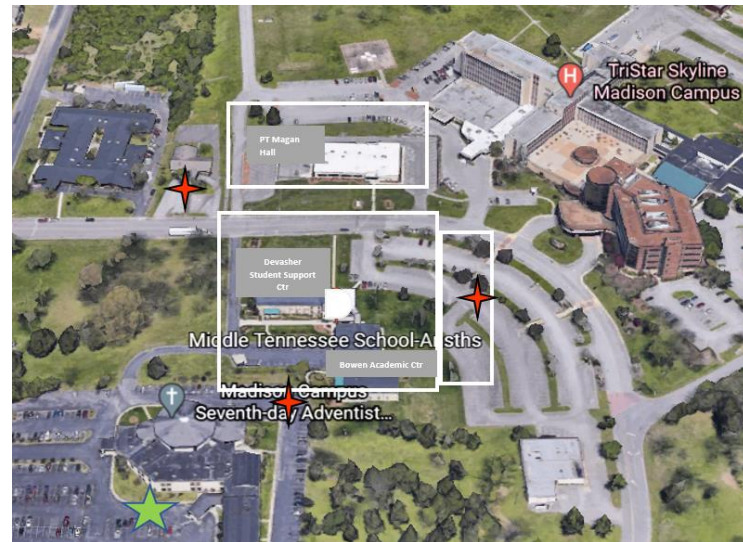 H
TriStar Skyline
Madison Campus
PT Magan
Hall
Devasher
Student Support
Ctr
Middle Tennessee School-Ansths
Bowen Academic Ctr
Madison Campus
Seventh-day Adventist...